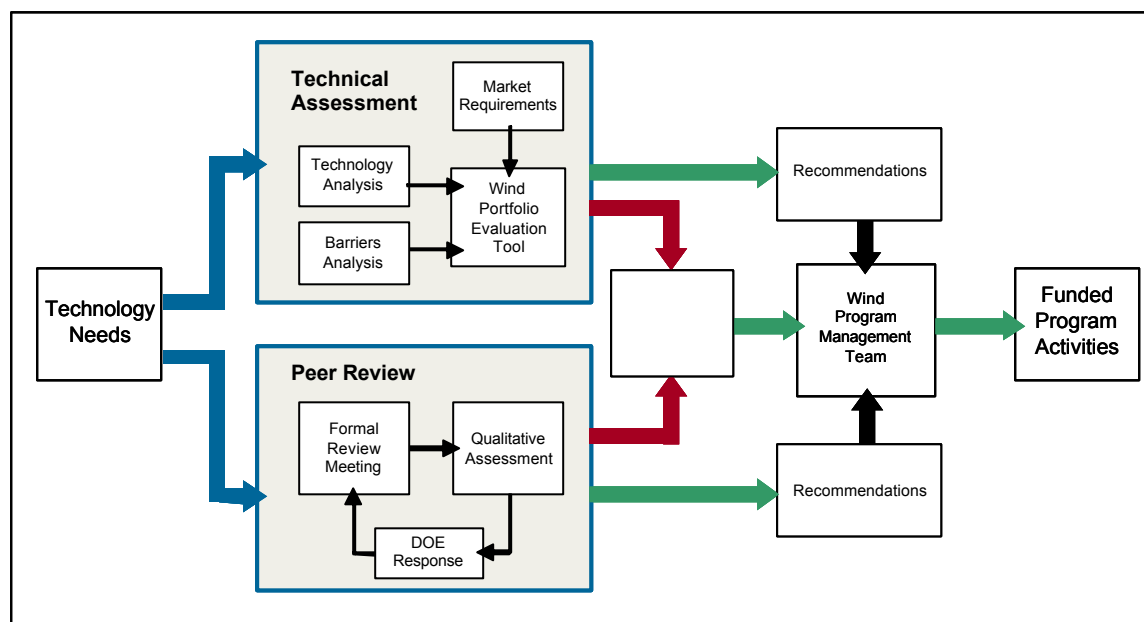 Technical
Assessment
Market
Requirements
Technology
Analysis
Wind
Portfolio
Evaluation
Tool
Barriers
Analysis
Recommendations
Technology
Needs
Wind
Program
Management
Team
Funded
Program
Activities
Peer Review
Formal
Review
Meeting
Qualitative
Assessment
DOE
Response
Recommendations